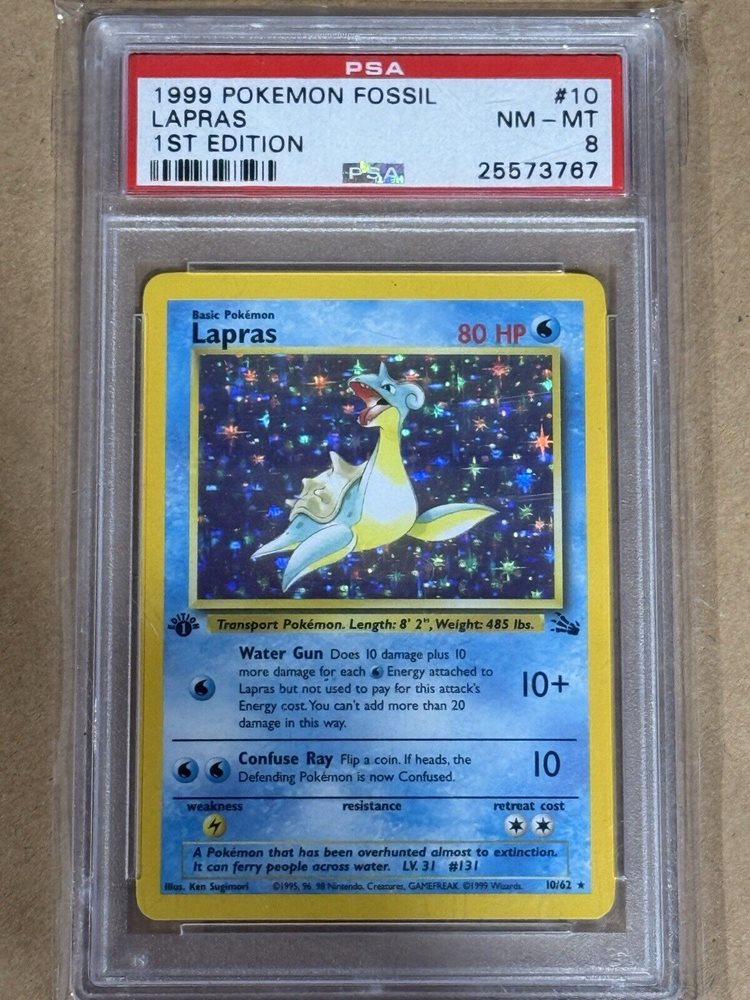 PSA
1999 POKEMON FOSSIL #10
LAPRAS NM - MT
1ST EDITION 8
PSA 25573767
Basic Pokémon
Lapras 80 HP
EDITION
1
Transport Pokémon. Length: 8' 2", Weight: 485 lbs.
Water Gun Does 10 damage plus 10
more damage for each Energy attached to
Lapras but not used to pay for this attack's
Energy cost. You can't add more than 20
damage in this way.
10+
Confuse Ray Flip a coin. If heads, the
Defending Pokémon is now Confused.
10
weakness resistance retreat cost
A Pokémon that has been overhunted almost to extinction.
It can ferry people across water. LV. 31 #131
Illus. Ken Sugimori ©1995, 96, 98 Nintendo, Creatures, GAMEFREAK. ©1999 Wizards. 10/62 ★